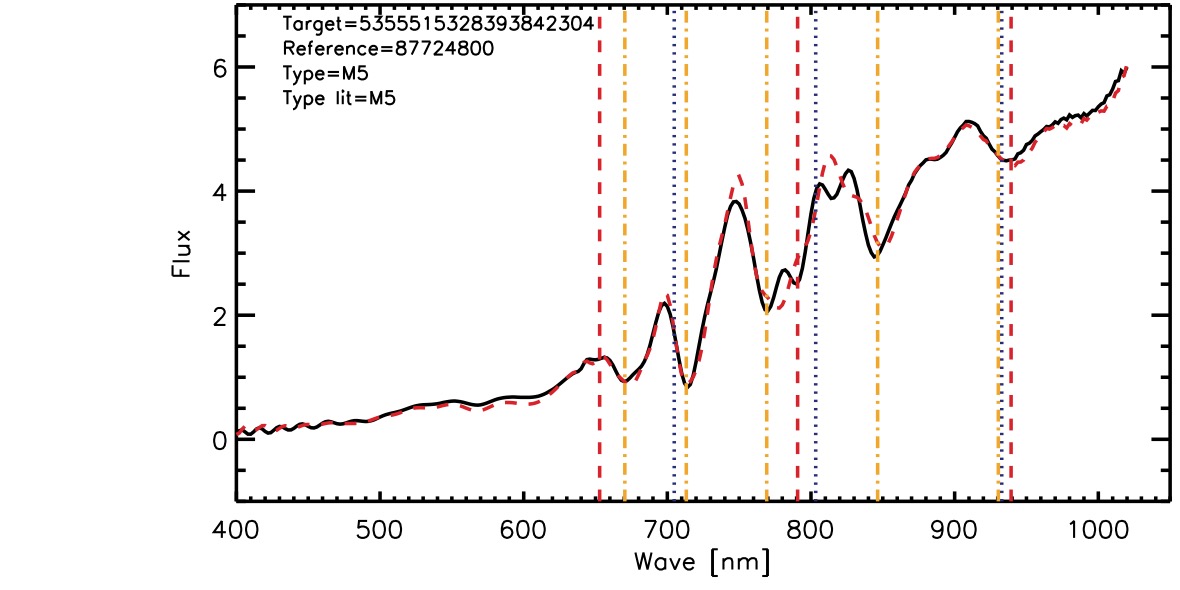 Target=5355515328393842304
Reference=87724800
Type=M5
Type lit=M5
6
4
2
0
Flux
400 500 600 700 800 900 1000
Wave [nm]